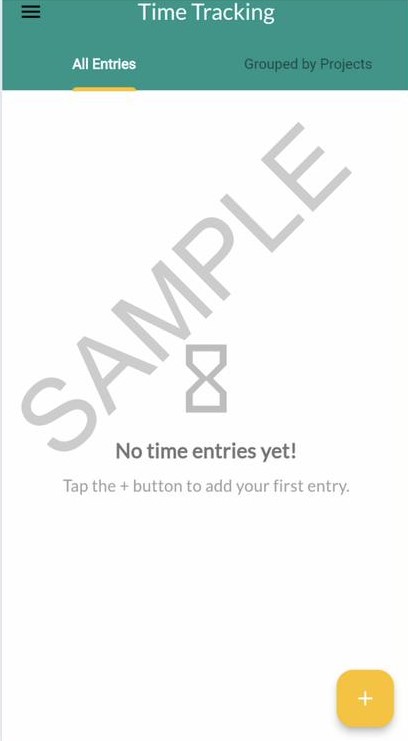 Time Tracking
All Entries
Grouped by Projects
SAMPLE
No time entries yet!
Tap the + button to add your first entry.
+